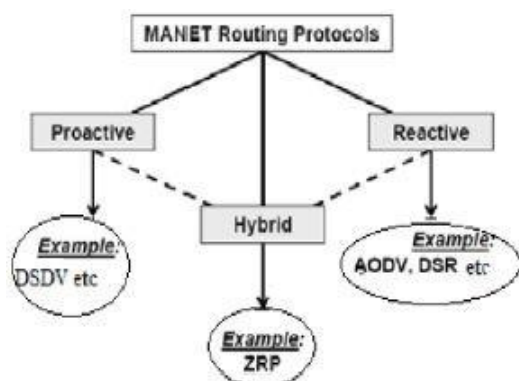 MANET Routing Protocols
Proactive
Reactive
Hybrid
Example:
DSDV etc
Example:
AODV, DSR etc
Example:
ZRP